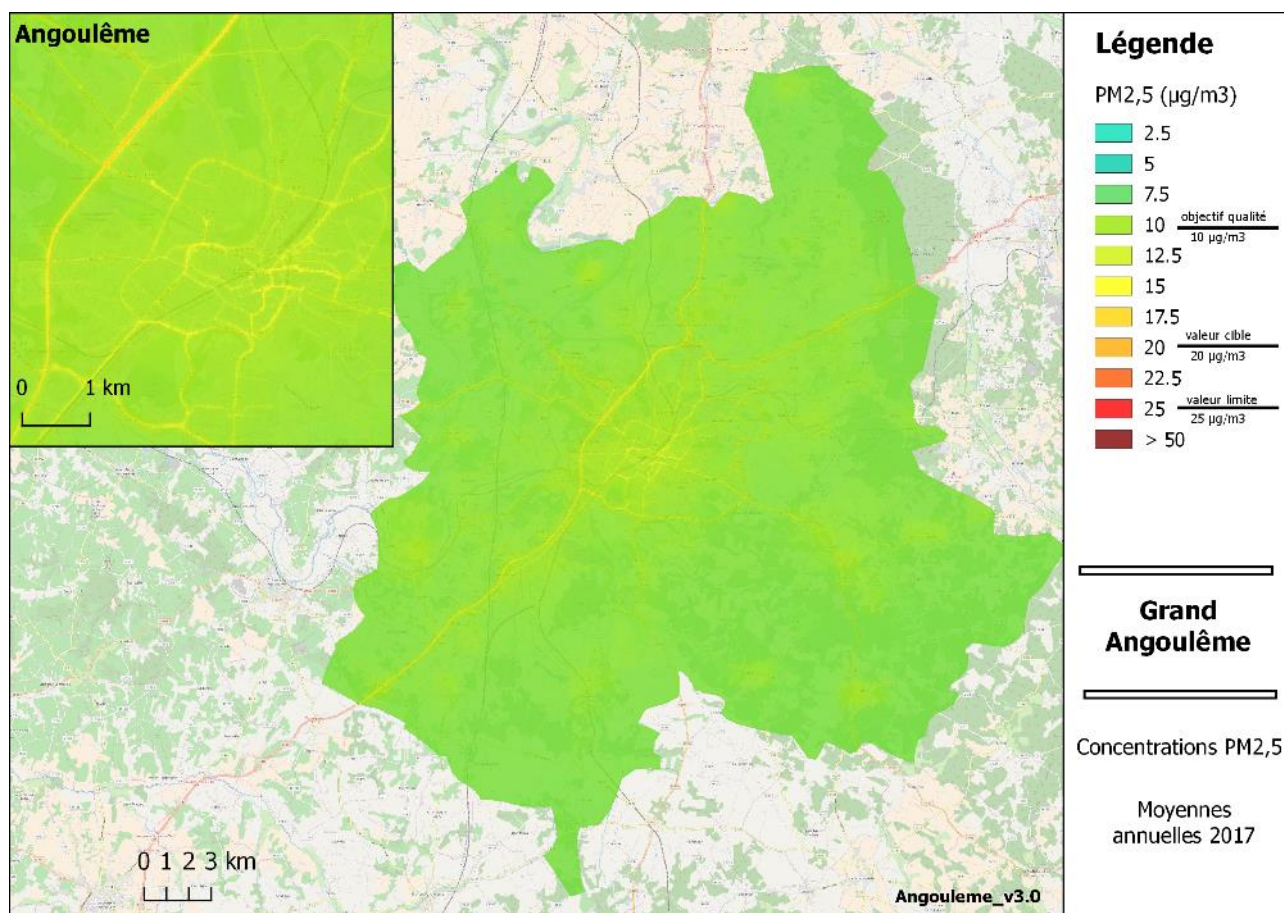 Angoulême
0 1 km
0 1 2 3 km
Angouleme_v3.0
Légende
PM2,5 (µg/m3)
2.5
5
7.5
10 objectif qualité
10 µg/m3
12.5
15
17.5
20 valeur cible
20 µg/m3
22.5
25 valeur limite
25 µg/m3
> 50
Grand
Angoulême
Concentrations PM2,5
Moyennes
annuelles 2017